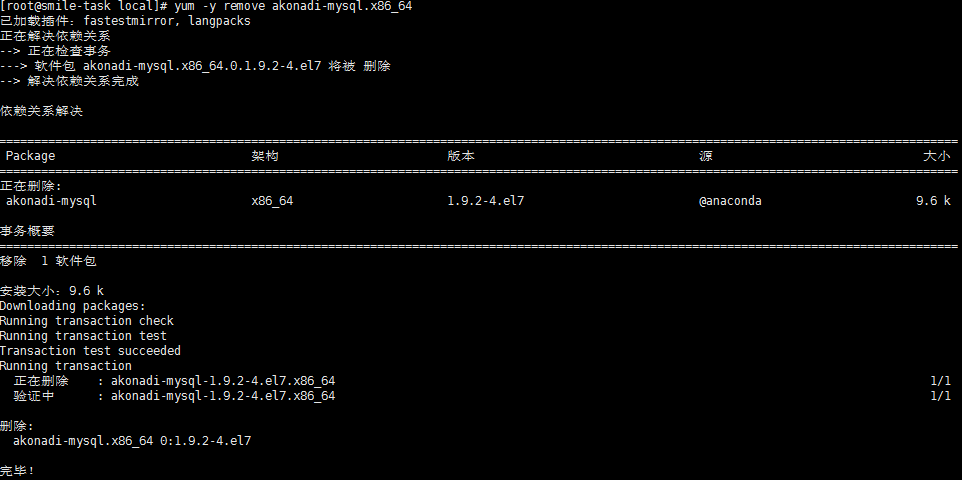 [root@smile-task local]# yum -y remove akonadi-mysql.x86_64
已加载插件：fastestmirror, langpacks
正在解决依赖关系
--> 正在检查事务
---> 软件包 akonadi-mysql.x86_64.0.1.9.2-4.el7 将被 删除
--> 解决依赖关系完成
依赖关系解决
================================================================================
Package 架构 版本 源 大小
================================================================================
正在删除:
akonadi-mysql x86_64 1.9.2-4.el7 @anaconda 9.6 k
事务概要
================================================================================
移除 1 软件包
安装大小：9.6 k
Downloading packages:
Running transaction check
Running transaction test
Transaction test succeeded
Running transaction
正在删除 : akonadi-mysql-1.9.2-4.el7.x86_64 1/1
验证中 : akonadi-mysql-1.9.2-4.el7.x86_64 1/1
删除:
akonadi-mysql.x86_64 0:1.9.2-4.el7
完毕！